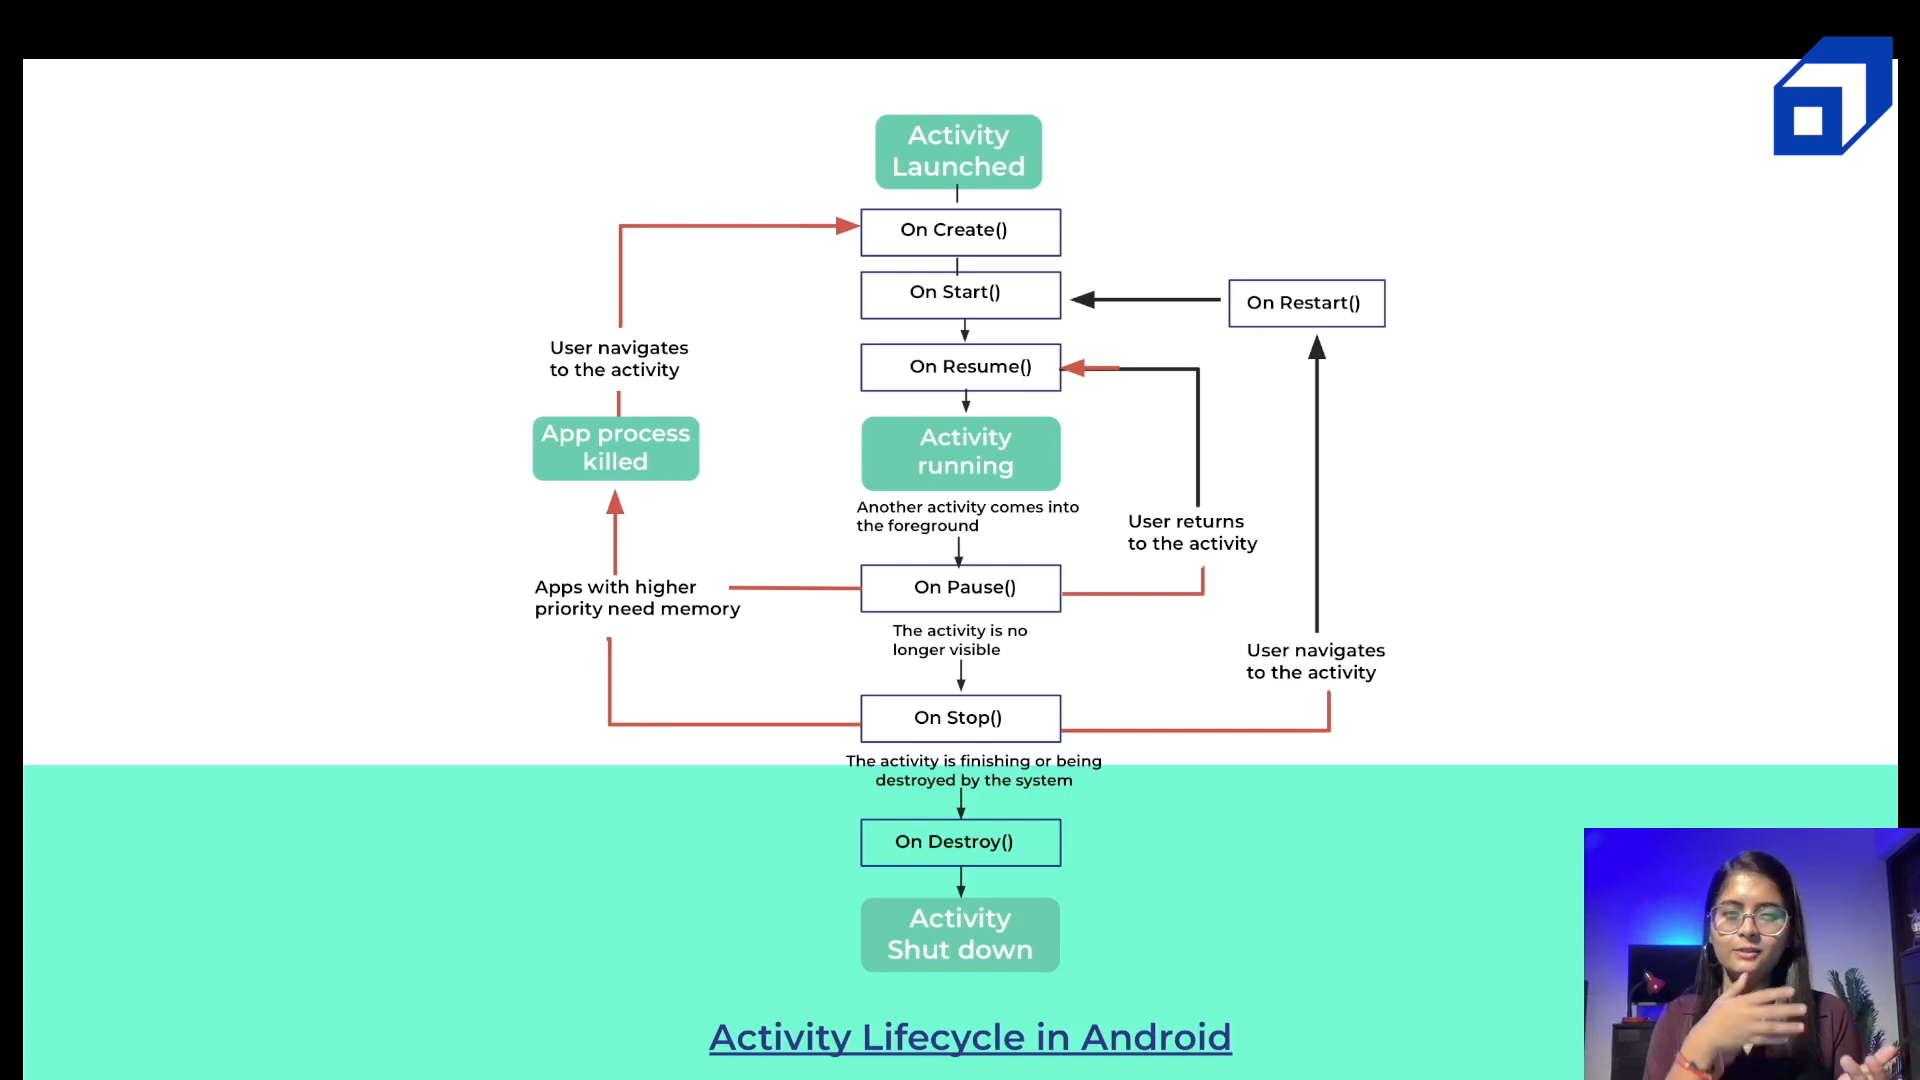 Activity
Launched
On Create()
On Start()
On Restart()
User navigates
to the activity
On Resume()
App process
killed
Activity
running
Another activity comes into
the foreground
User returns
to the activity
Apps with higher
priority need memory
On Pause()
The activity is no
longer visible
User navigates
to the activity
On Stop()
The activity is finishing or being
destroyed by the system
On Destroy()
Activity
Shut down
Activity Lifecycle in Android